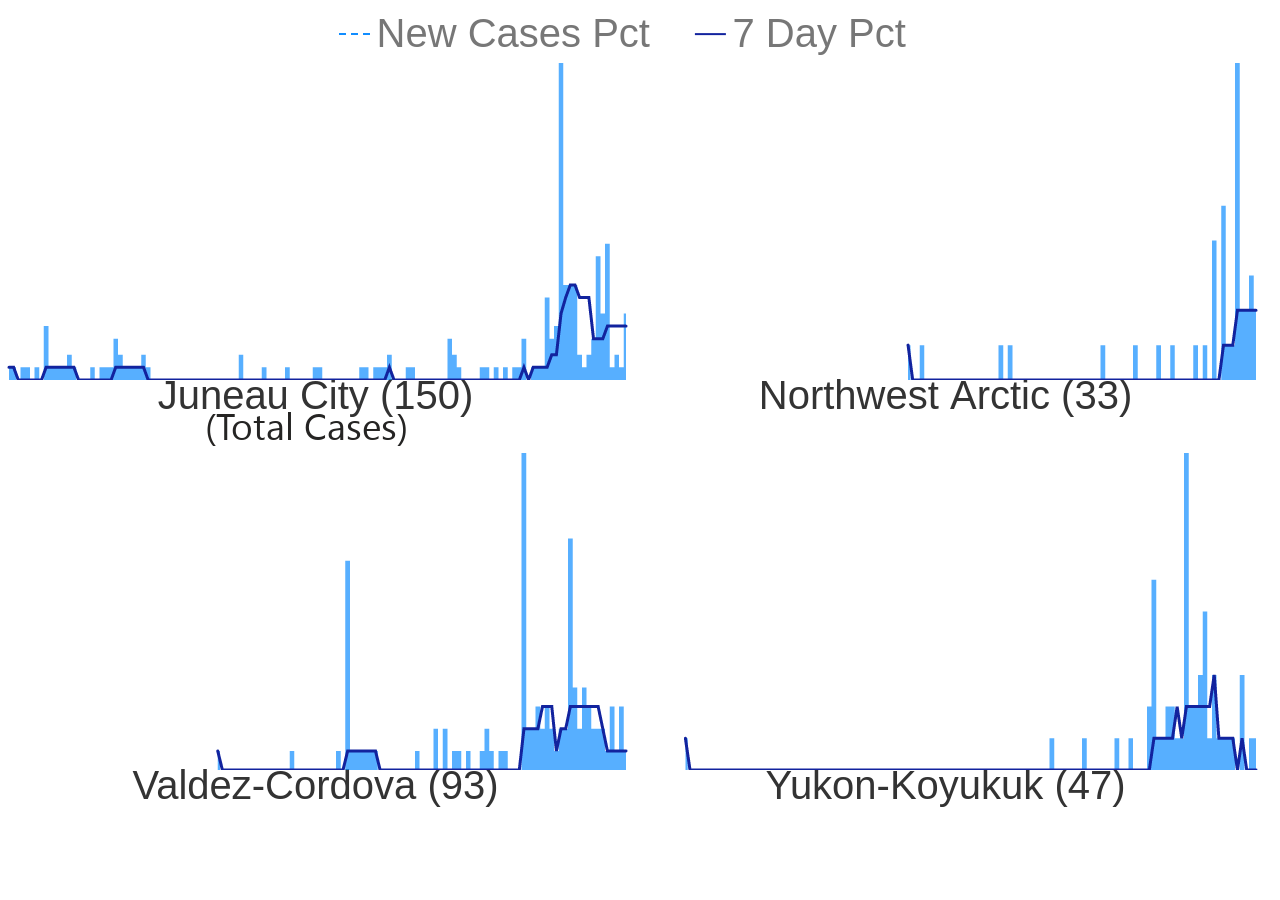 New Cases Pct 7 Day Pct
Juneau City (150)
(Total Cases)
Northwest Arctic (33)
Valdez-Cordova (93)
Yukon-Koyukuk (47)